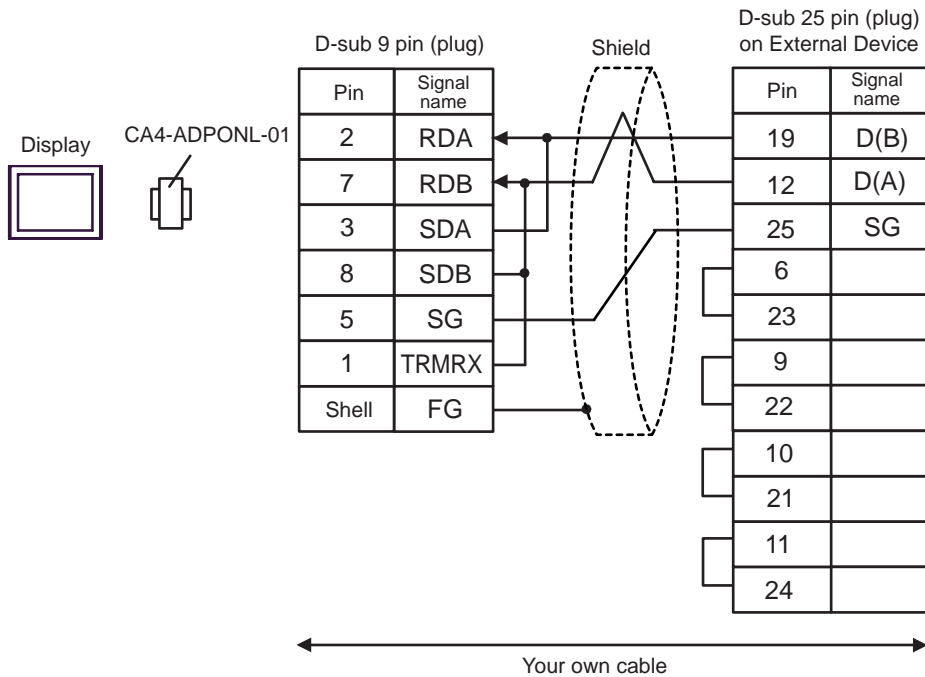 D-sub 9 pin (plug)
Shield
D-sub 25 pin (plug)
on External Device
Display
CA4-ADPONL-01
Pin Signal name
2 RDA
7 RDB
3 SDA
8 SDB
5 SG
1 TRMRX
Shell FG
Pin Signal name
19 D(B)
12 D(A)
25 SG
6
23
9
22
10
21
11
24
Your own cable